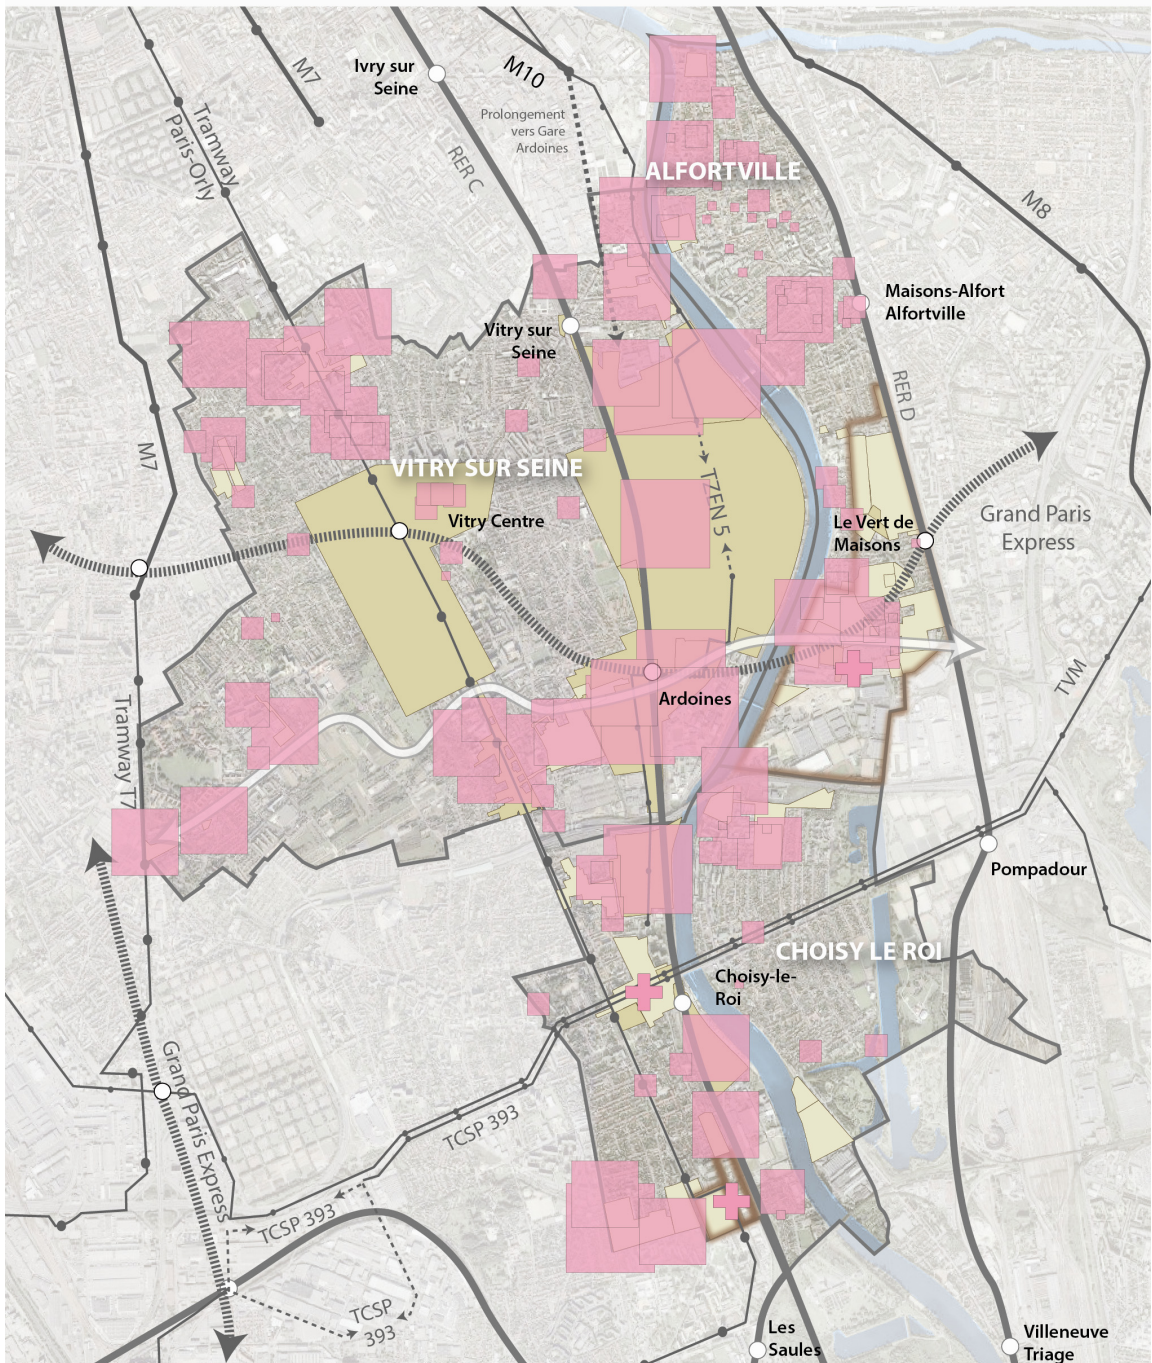 M7
M10
Ivry sur
Seine
Prolongement
vers Gare
Ardoines
Tramway
Paris-Orly
RER C
ALFORTVILLE
M8
Maisons-Alfort
Alfortville
Vitry sur
Seine
RER D
M7
VITRY SUR SEINE
Vitry Centre
TZEN 5
Le Vert de
Maisons
Grand Paris
Express
Ardoines
TVM
Tramway T7
Pompadour
CHOISY LE ROI
Choisy-le-
Roi
Grand Paris Express
TCSP 393
TCSP 393
TCSP
393
Les
Saules
Villeneuve
Triage